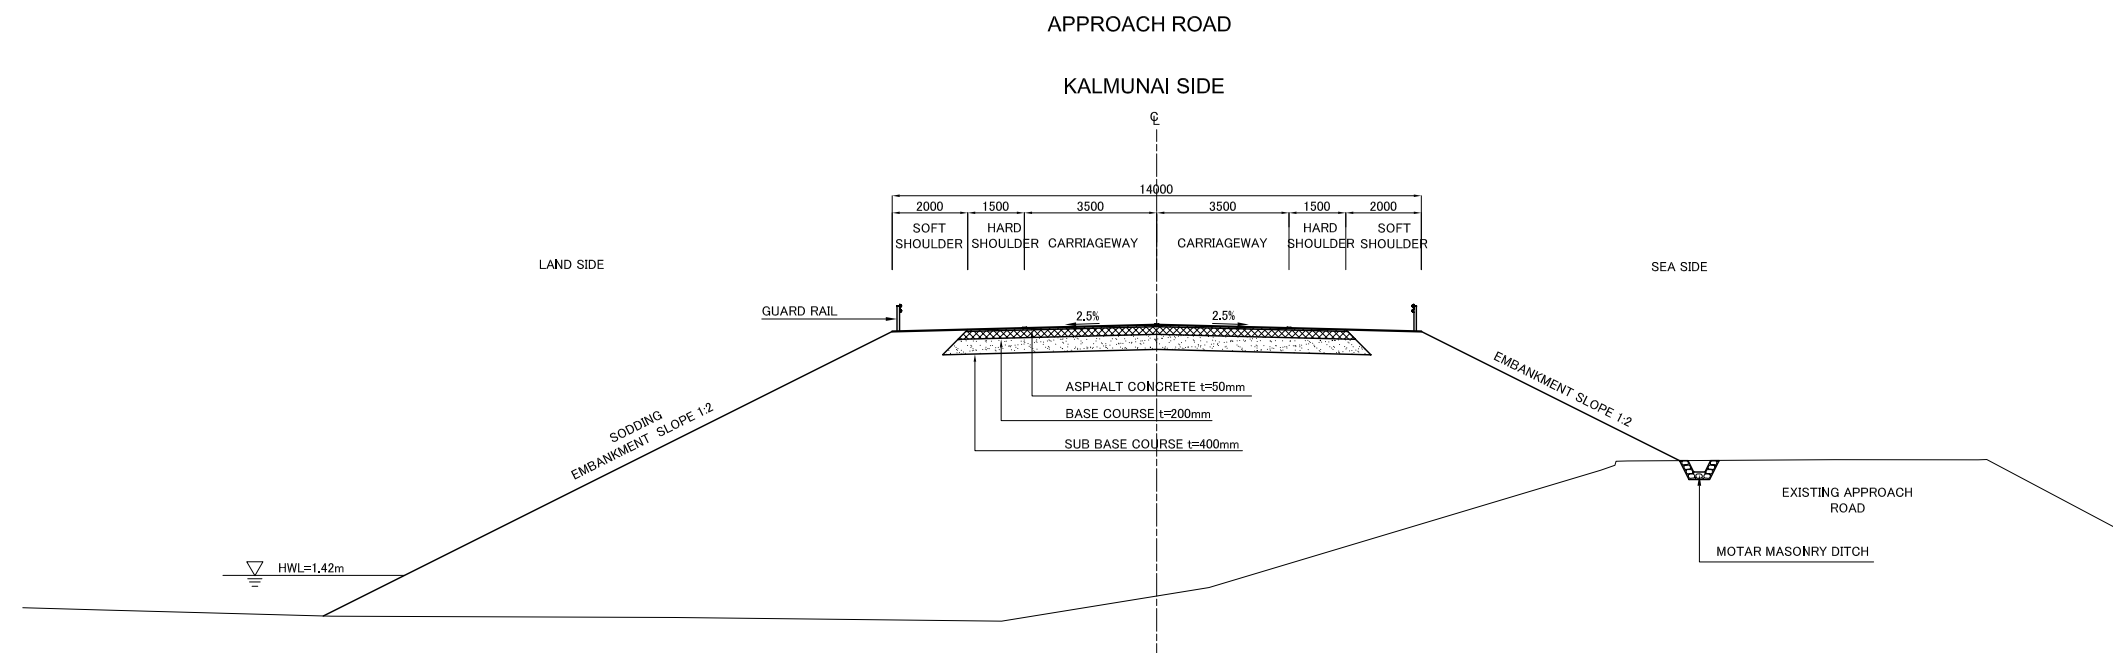 APPROACH ROAD
KALMUNAI SIDE
℄
14000
2000 1500 3500 3500 1500 2000
SOFT SHOULDER
HARD SHOULDER
CARRIAGEWAY
CARRIAGEWAY
HARD SHOULDER
SOFT SHOULDER
LAND SIDE
SEA SIDE
GUARD RAIL
2.5%
2.5%
ASPHALT CONCRETE t=50mm
BASE COURSE t=200mm
SUB BASE COURSE t=400mm
SODDING
EMBANKMENT SLOPE 1:2
EMBANKMENT SLOPE 1:2
EXISTING APPROACH
ROAD
MOTAR MASONRY DITCH
HWL=1.42m